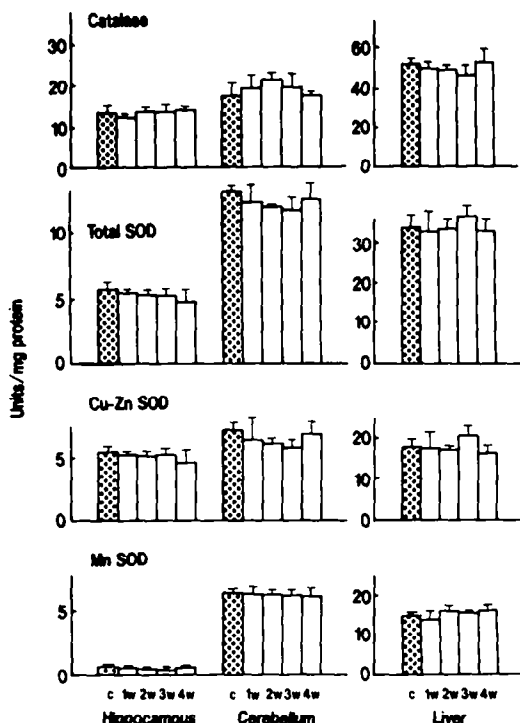 Catalase
30
20
10
0
60
40
20
0
Total SOD
10
5
0
30
20
10
0
Units/mg protein
Cu-Zn SOD
5
0
20
10
0
Mn SOD
5
0
20
10
0
c 1w 2w 3w 4w
c 1w 2w 3w 4w
c 1w 2w 3w 4w
Hippocampus
Cerebellum
Liver